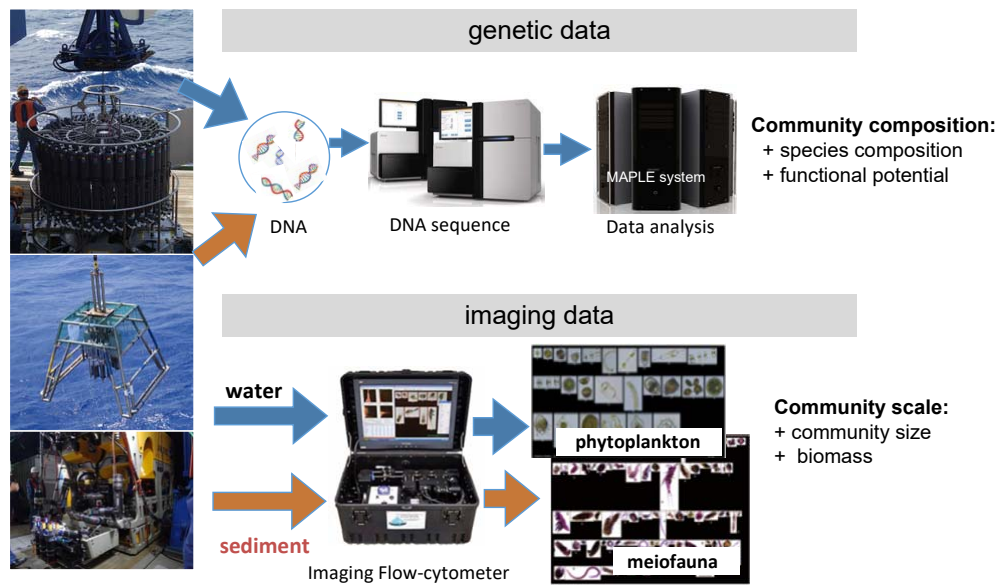 genetic data
MAPLE system
DNA
DNA sequence
Data analysis
Community composition:
+ species composition
+ functional potential
imaging data
water
sediment
Imaging Flow-cytometer
phytoplankton
meiofauna
Community scale:
+ community size
+ biomass